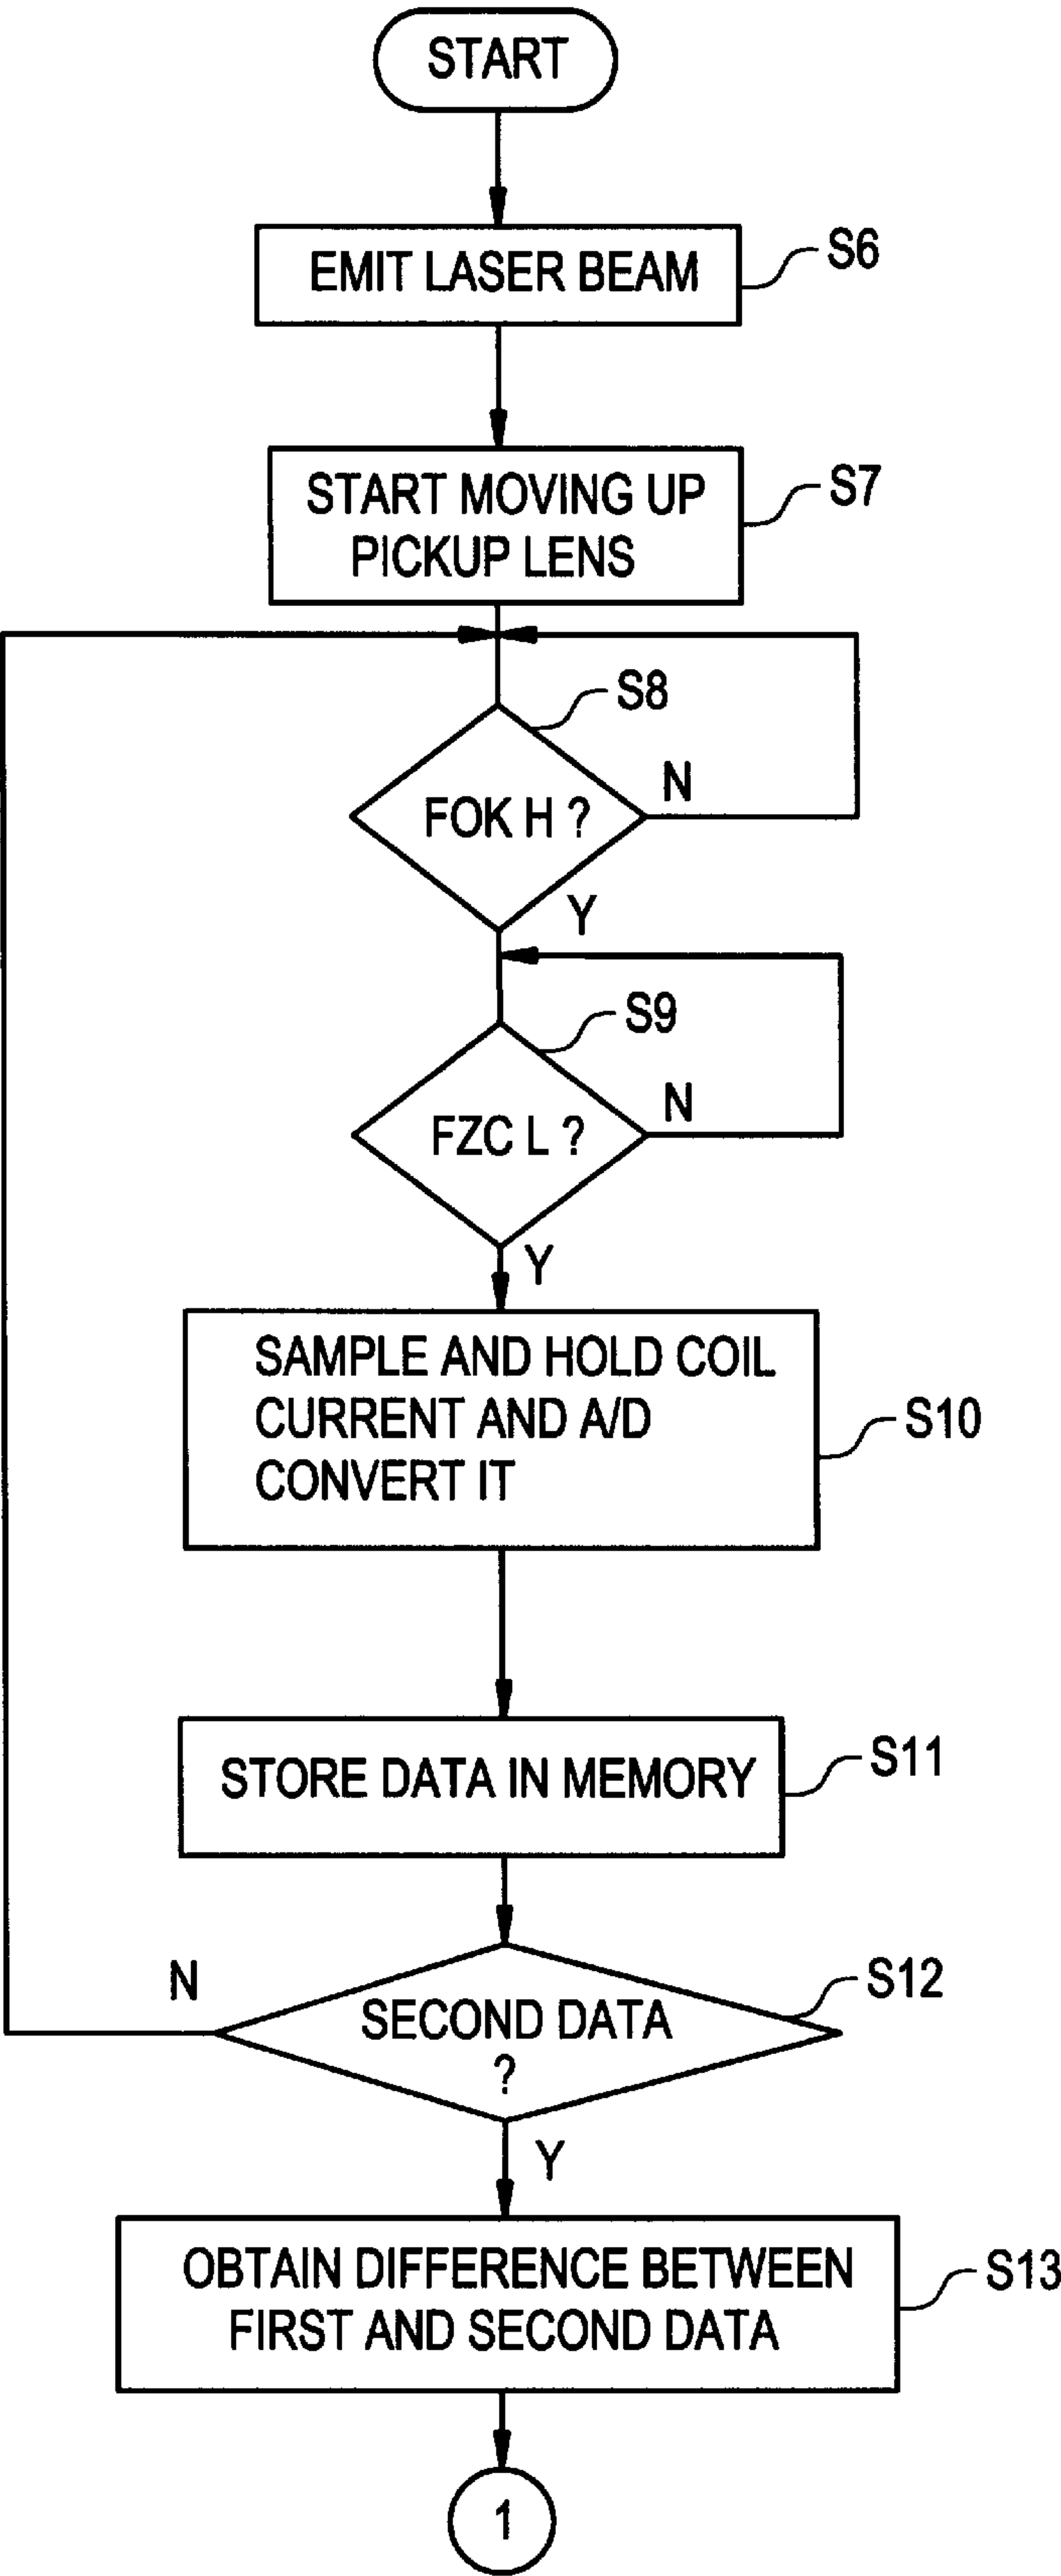 START
EMIT LASER BEAM
S6
START MOVING UP
PICKUP LENS
S7
S8
FOK H ?
N
Y
S9
FZC L ?
N
Y
SAMPLE AND HOLD COIL
CURRENT AND A/D
CONVERT IT
S10
STORE DATA IN MEMORY
S11
N
SECOND DATA
?
S12
Y
OBTAIN DIFFERENCE BETWEEN
FIRST AND SECOND DATA
S13
1